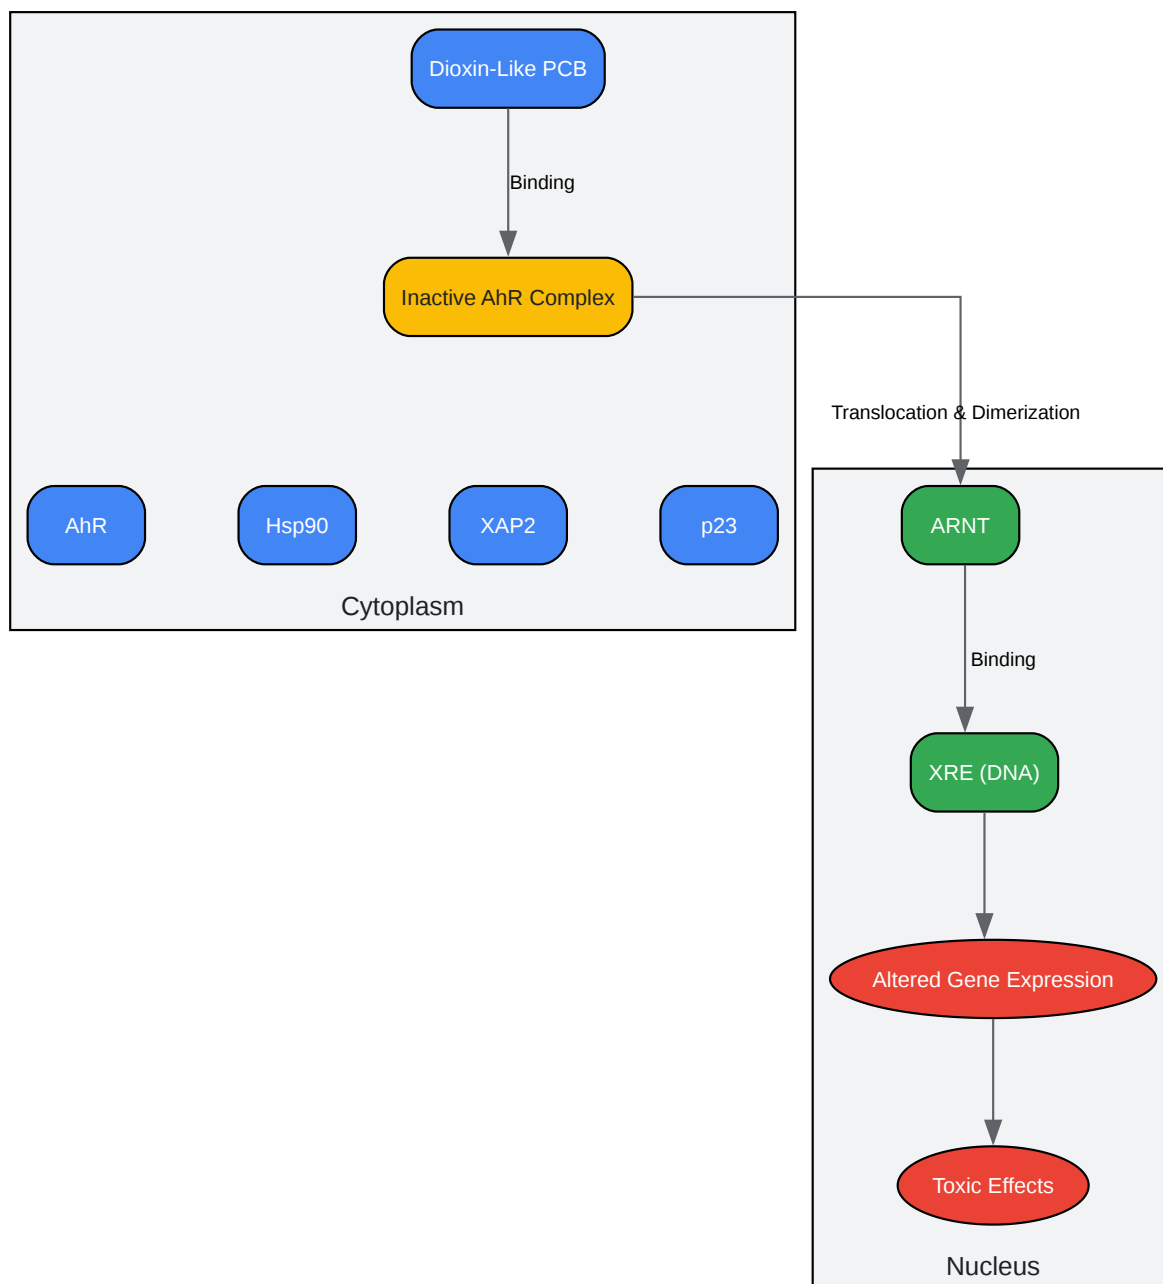 Dioxin-Like PCB
Binding
Inactive AhR Complex
Translocation & Dimerization
AhR
Hsp90
XAP2
p23
ARNT
Cytoplasm
Binding
XRE (DNA)
Altered Gene Expression
Toxic Effects
Nucleus